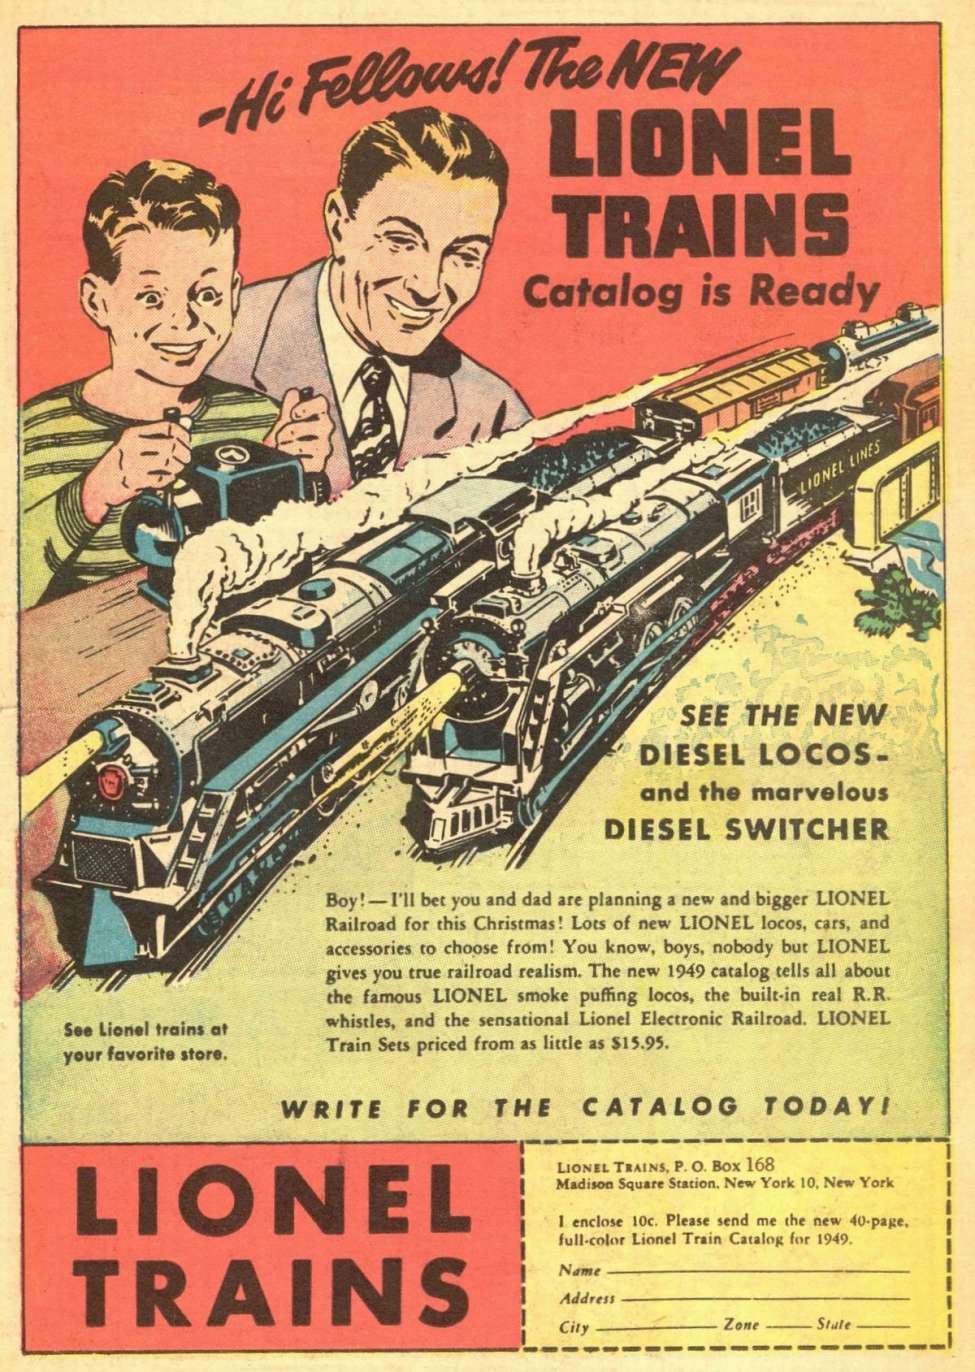 -Hi Fellows! The NEW
LIONEL
TRAINS
Catalog is Ready
LIONEL LINES
SEE THE NEW
DIESEL LOCOS-
and the marvelous
DIESEL SWITCHER
Boy!—I'll bet you and dad are planning a new and bigger LIONEL
Railroad for this Christmas! Lots of new LIONEL locos, cars, and
accessories to choose from! You know, boys, nobody but LIONEL
gives you true railroad realism. The new 1949 catalog tells all about
the famous LIONEL smoke puffing locos, the built-in real R.R.
whistles, and the sensational Lionel Electronic Railroad. LIONEL
Train Sets priced from as little as $15.95.
See Lionel trains at
your favorite store.
WRITE FOR THE CATALOG TODAY!
LIONEL
TRAINS
LIONEL TRAINS, P. O. Box 168
Madison Square Station, New York 10, New York
I enclose 10c. Please send me the new 40-page,
full-color Lionel Train Catalog for 1949.
Name
Address
City Zone State